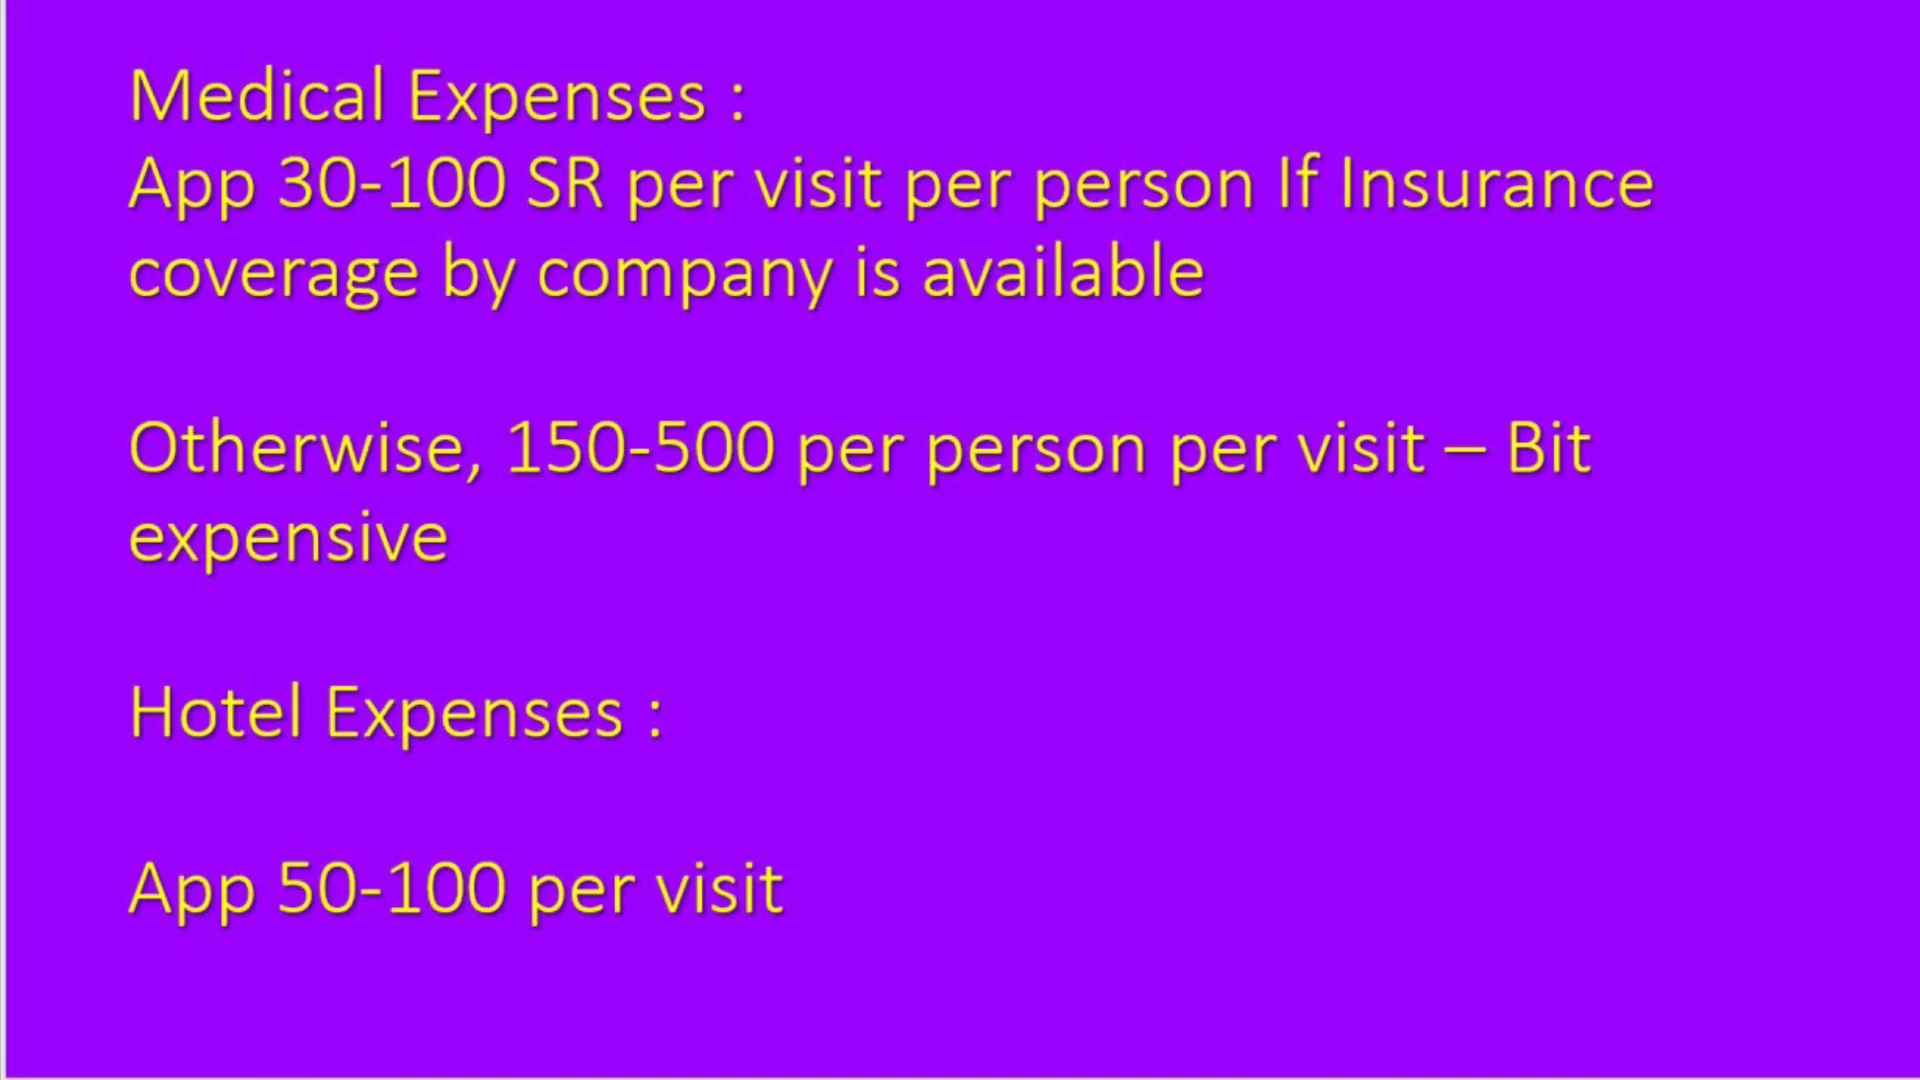 Medical Expenses :
App 30-100 SR per visit per person If Insurance
coverage by company is available
Otherwise, 150-500 per person per visit – Bit
expensive
Hotel Expenses :
App 50-100 per visit